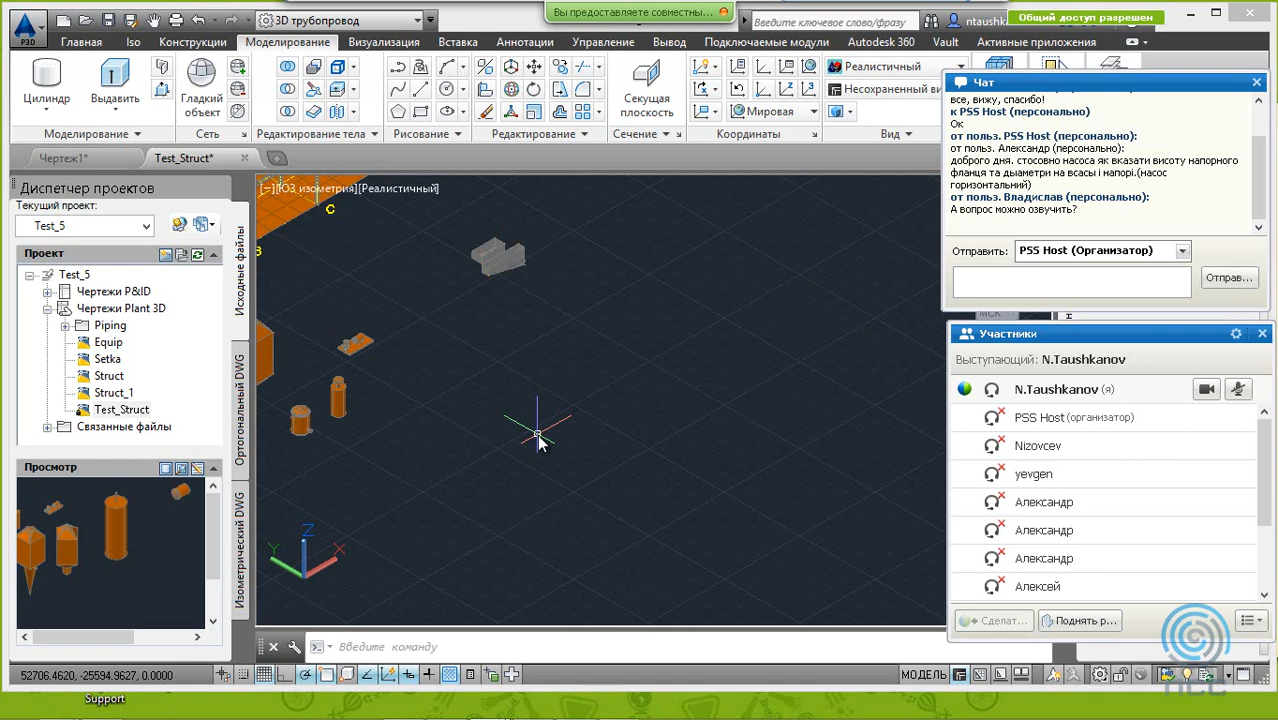 Вы предоставляете совместны...
Общий доступ разрешен
P3D
3D трубопровод
Введите ключевое слово/фразу
ntaushk
Главная
Iso
Конструкции
Моделирование
Визуализация
Вставка
Аннотации
Управление
Вывод
Подключаемые модули
Autodesk 360
Vault
Активные приложения
Цилиндр
Выдавить
Гладкий
объект
Секущая
плоскость
Реалистичный
Несохраненный ви
Мировая
Моделирование
Сеть
Редактирование тела
Рисование
Редактирование
Сечение
Координаты
Вид
Чертеж1*
Test_Struct*
Диспетчер проектов
Текущий проект:
Test_5
Проект
Test_5
Чертежи P&ID
Чертежи Plant 3D
Piping
Equip
Setka
Struct
Struct_1
Test_Struct
Связанные файлы
Просмотр
Исходные файлы
Ортогональный DWG
Изометрический DWG
[−][ЮЗ изометрия][Реалистичный]
C
B
Z
Y
X
МСК
Чат
все, вижу, спасибо!
к PSS Host (персонально)
Ок
от польз. PSS Host (персонально):
от польз. Александр (персонально):
доброго дня. стосовно насоса як вказати висоту напорного
фланця та дыаметри на всасы і напорі.(насос
горизонтальний)
от польз. Владислав (персонально):
А вопрос можно озвучить?
Отправить:
PSS Host (Организатор)
Отправ...
Участники
Выступающий: N.Taushkanov
N.Taushkanov (я)
PSS Host (организатор)
Nizovcev
yevgen
Александр
Александр
Александр
Алексей
Сделат...
Поднять р...
Введите команду
52706.4620, -25594.9627, 0.0000
МОДЕЛЬ
Support